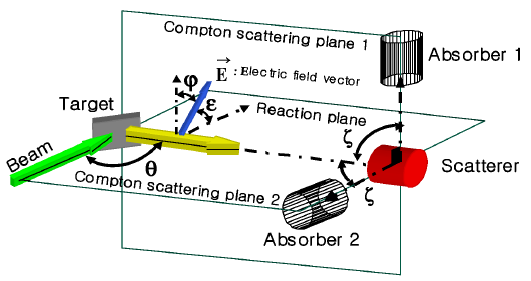 Compton scattering plane 1
Absorber 1
E : Electric field vector
φ
ε
Target
Reaction plane
Beam
θ
ζ
Scatterer
Compton scattering plane 2
ζ
Absorber 2